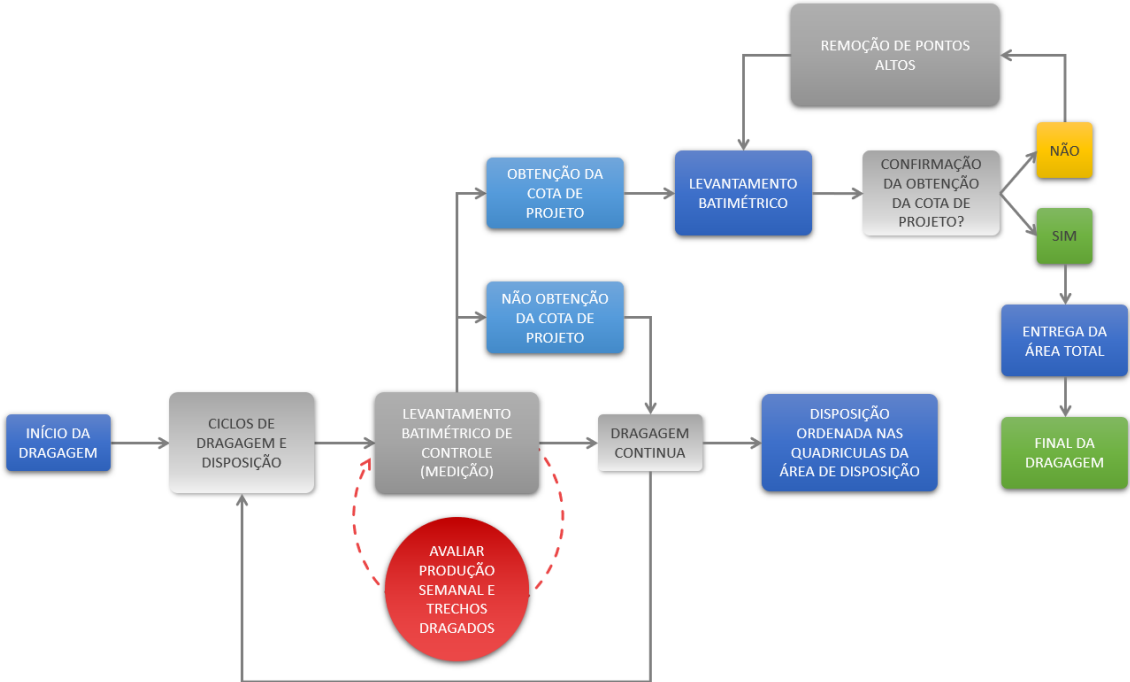 REMOÇÃO DE PONTOS
ALTOS
OBTENÇÃO DA
COTA DE
PROJETO
LEVANTAMENTO
BATIMÉTRICO
CONFIRMAÇÃO
DA OBTENÇÃO
DA COTA DE
PROJETO?
NÃO
SIM
NÃO OBTENÇÃO
DA COTA DE
PROJETO
ENTREGA DA
ÁREA TOTAL
INÍCIO DA
DRAGAGEM
CICLOS DE
DRAGAGEM E
DISPOSIÇÃO
LEVANTAMENTO
BATIMÉTRICO DE
CONTROLE
(MEDIÇÃO)
DRAGAGEM
CONTINUA
DISPOSIÇÃO
ORDENADA NAS
QUADRICULAS DA
ÁREA DE DISPOSIÇÃO
FINAL DA
DRAGAGEM
AVALIAR
PRODUÇÃO
SEMANAL E
TRECHOS
DRAGADOS